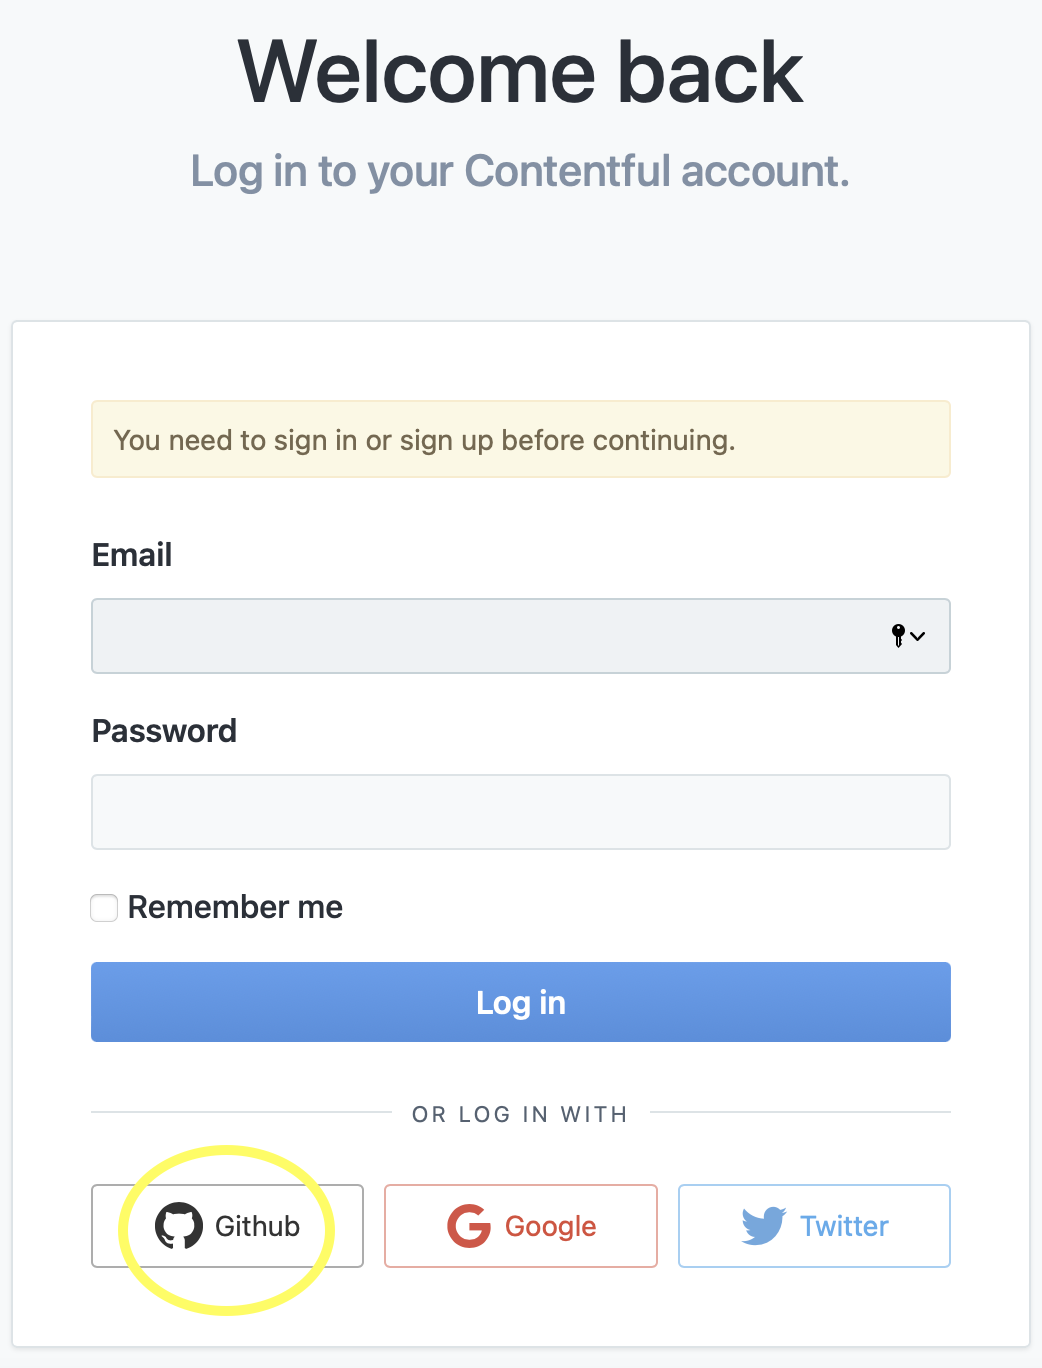 Welcome back
Log in to your Contentful account.
You need to sign in or sign up before continuing.
Email
Password
Remember me
Log in
OR LOG IN WITH
Github
Google
Twitter